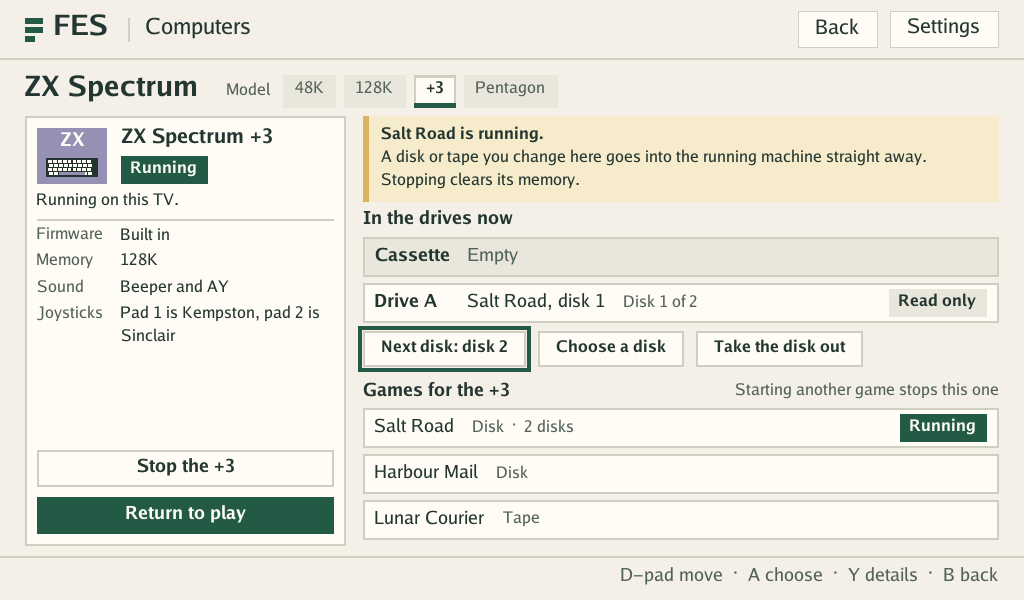 FES
Computers
Back
Settings
ZX Spectrum
Model
48K
128K
+3
Pentagon
ZX
ZX Spectrum +3
Running
Running on this TV.
Firmware Built in
Memory 128K
Sound Beeper and AY
Joysticks Pad 1 is Kempston, pad 2 is
Sinclair
Stop the +3
Return to play
Salt Road is running.
A disk or tape you change here goes into the running machine straight away.
Stopping clears its memory.
In the drives now
Cassette Empty
Drive A Salt Road, disk 1 Disk 1 of 2 Read only
Next disk: disk 2
Choose a disk
Take the disk out
Games for the +3
Starting another game stops this one
Salt Road Disk · 2 disks Running
Harbour Mail Disk
Lunar Courier Tape
D-pad move · A choose · Y details · B back